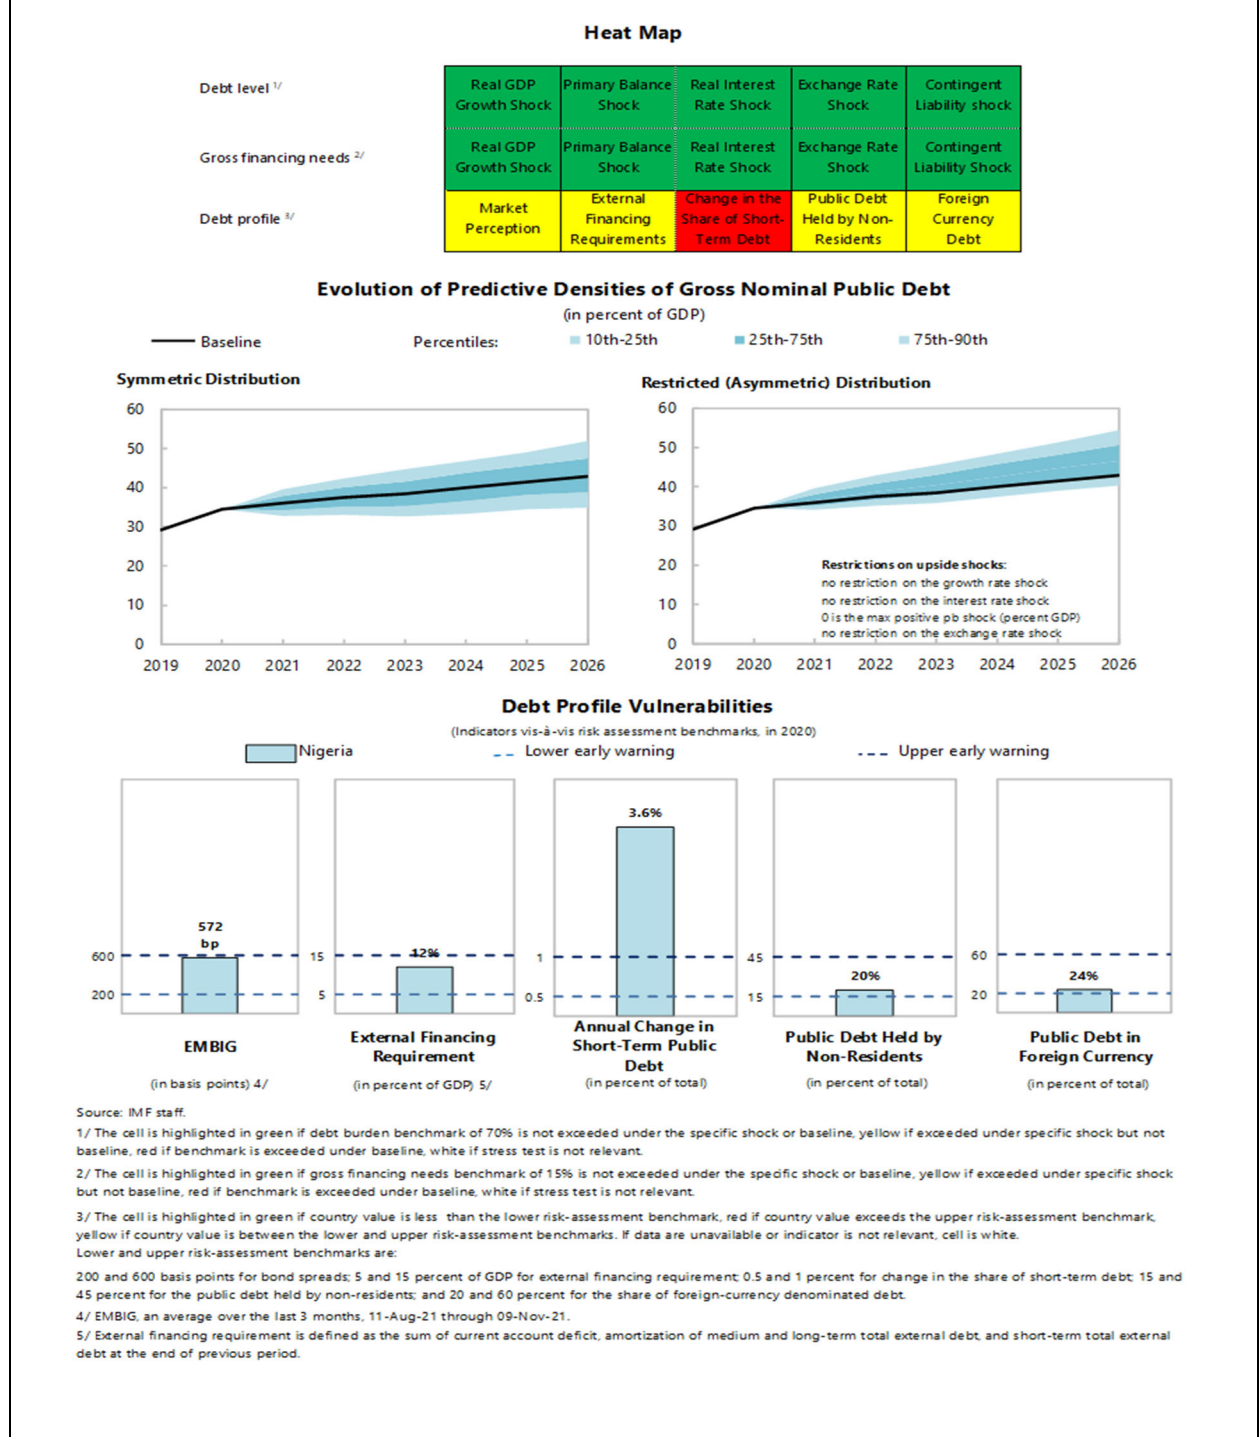 Heat Map
Debt level 1/
Real GDP Growth Shock
Primary Balance Shock
Real Interest Rate Shock
Exchange Rate Shock
Contingent Liability shock
Gross financing needs 2/
Real GDP Growth Shock
Primary Balance Shock
Real Interest Rate Shock
Exchange Rate Shock
Contingent Liability Shock
Debt profile 3/
Market Perception
External Financing Requirements
Change in the Share of Short-Term Debt
Public Debt Held by Non-Residents
Foreign Currency Debt
Evolution of Predictive Densities of Gross Nominal Public Debt
(in percent of GDP)
Baseline Percentiles: 10th-25th 25th-75th 75th-90th
Symmetric Distribution
60
50
40
30
20
10
0
2019 2020 2021 2022 2023 2024 2025 2026
Restricted (Asymmetric) Distribution
60
50
40
30
20
10
0
Restrictions on upside shocks:
no restriction on the growth rate shock
no restriction on the interest rate shock
0 is the max positive pb shock (percent GDP)
no restriction on the exchange rate shock
2019 2020 2021 2022 2023 2024 2025 2026
Debt Profile Vulnerabilities
(Indicators vis-à-vis risk assessment benchmarks, in 2020)
Nigeria Lower early warning Upper early warning
572
bp
600
200
EMBIG
(in basis points) 4/
12%
15
5
External Financing
Requirement
(in percent of GDP) 5/
3.6%
1
0.5
Annual Change in
Short-Term Public
Debt
(in percent of total)
45
20%
15
Public Debt Held by
Non-Residents
(in percent of total)
60
24%
20
Public Debt in
Foreign Currency
(in percent of total)
Source: IMF staff.
1/ The cell is highlighted in green if debt burden benchmark of 70% is not exceeded under the specific shock or baseline, yellow if exceeded under specific shock but not
baseline, red if benchmark is exceeded under baseline, white if stress test is not relevant.
2/ The cell is highlighted in green if gross financing needs benchmark of 15% is not exceeded under the specific shock or baseline, yellow if exceeded under specific shock
but not baseline, red if benchmark is exceeded under baseline, white if stress test is not relevant.
3/ The cell is highlighted in green if country value is less than the lower risk-assessment benchmark, red if country value exceeds the upper risk-assessment benchmark,
yellow if country value is between the lower and upper risk-assessment benchmarks. If data are unavailable or indicator is not relevant, cell is white.
Lower and upper risk-assessment benchmarks are:
200 and 600 basis points for bond spreads; 5 and 15 percent of GDP for external financing requirement; 0.5 and 1 percent for change in the share of short-term debt; 15 and
45 percent for the public debt held by non-residents; and 20 and 60 percent for the share of foreign-currency denominated debt.
4/ EMBIG, an average over the last 3 months, 11-Aug-21 through 09-Nov-21.
5/ External financing requirement is defined as the sum of current account deficit, amortization of medium and long-term total external debt, and short-term total external
debt at the end of previous period.